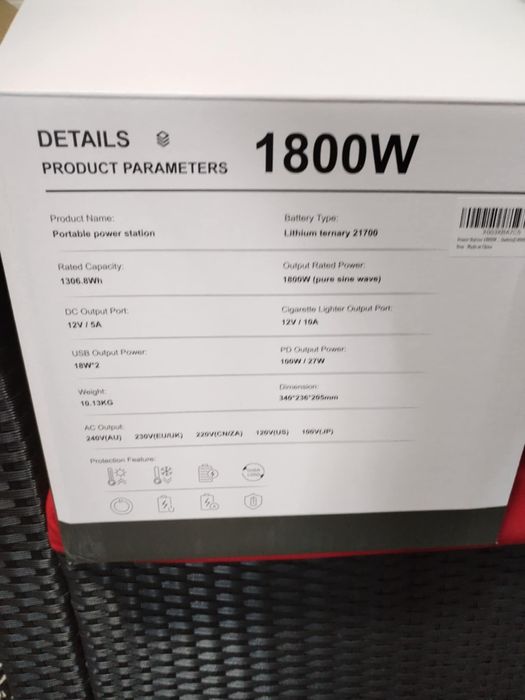 DETAILS
PRODUCT PARAMETERS
1800W
Product Name:
Portable power station
Battery Type:
Lithium ternary 21700
Rated Capacity:
1306.8Wh
Output Rated Power:
1800W (pure sine wave)
DC Output Port:
12V / 5A
Cigarette Lighter Output Port:
12V / 10A
USB Output Power:
18W*2
PD Output Power:
100W / 27W
Weight:
10.13KG
Dimension:
340*236*205mm
AC Output:
240V(AU) 230V(EU/UK) 220V(CN/ZA) 120V(US) 100V(JP)
Protection Feature: